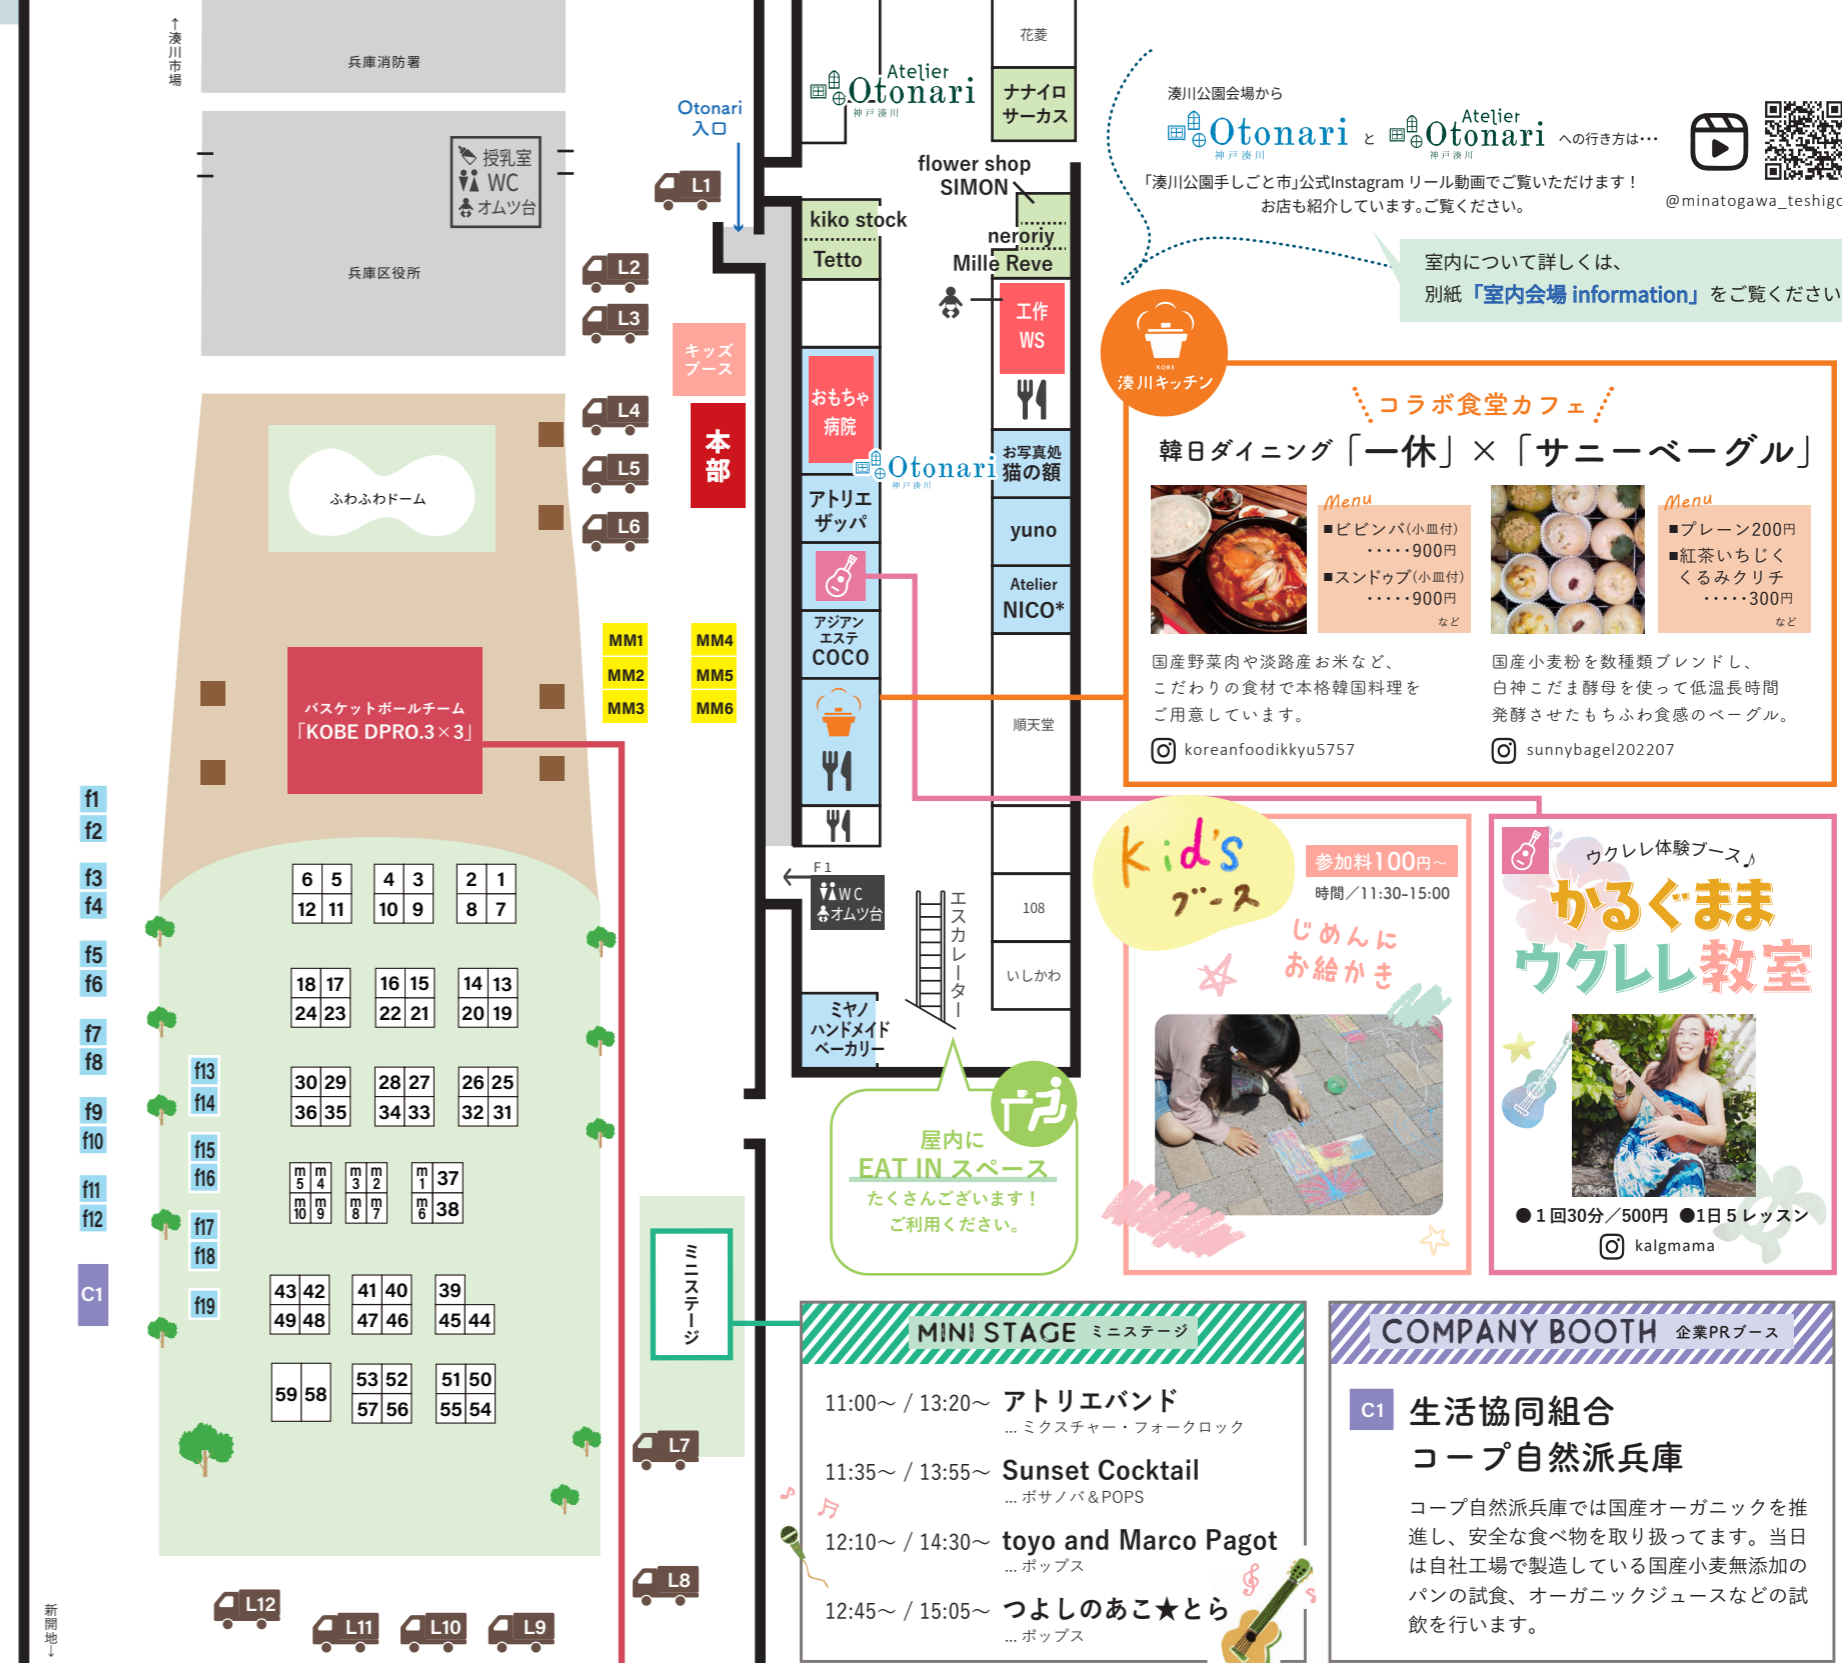 ↑湊川市場
兵庫消防署
授乳室
WC
オムツ台
兵庫区役所
Otonari
入口
L1
L2
L3
キッズ
ブース
L4
本部
L5
L6
ふわふわドーム
MM1
MM4
MM2
MM5
MM3
MM6
バスケットボールチーム
「KOBE DPRO.3×3」
f1
f2
f3
f4
f5
f6
f7
f8
f9
f10
f11
f12
C1
f13
f14
f15
f16
f17
f18
f19
6 5 4 3 2 1
12 11 10 9 8 7
18 17 16 15 14 13
24 23 22 21 20 19
30 29 28 27 26 25
36 35 34 33 32 31
m5 m4 m3 m2 m1 37
m10 m9 m8 m7 m6 38
43 42 41 40 39
49 48 47 46 45 44
59 58 53 52 51 50
57 56 55 54
ミニステージ
L7
L8
L12
L11
L10
L9
新開地→
Atelier
Otonari
神戸湊川
花菱
ナナイロ
サーカス
flower shop
SIMON
kiko stock
Tetto
neroriy
Mille Reve
工作
WS
おもちゃ
病院
Otonari
神戸湊川
お写真処
猫の額
アトリエ
ザッパ
yuno
Atelier
NICO*
アジアン
エステ
COCO
順天堂
←F1
WC
オムツ台
エスカレーター
108
いしかわ
ミヤノ
ハンドメイド
ベーカリー
屋内に
EAT IN スペース
たくさんございます!
ご利用ください。
湊川公園会場から
Otonari
神戸湊川
と
Atelier
Otonari
神戸湊川
への行き方は…
「湊川公園手しごと市」公式Instagram リール動画でご覧いただけます!
お店も紹介しています。ご覧ください。
@minatogawa_teshigo
室内について詳しくは、
別紙「室内会場 information」をご覧ください
KOBE
湊川キッチン
コラボ食堂カフェ
韓日ダイニング「一休」×「サニーベーグル」
Menu
■ビビンバ(小皿付)
・・・・・900円
■スンドゥブ(小皿付)
・・・・・900円
など
Menu
■プレーン200円
■紅茶いちじく
くるみクリチ
・・・・・300円
など
国産野菜肉や淡路産お米など、
こだわりの食材で本格韓国料理を
ご用意しています。
koreanfoodikkyu5757
国産小麦粉を数種類ブレンドし、
白神こだま酵母を使って低温長時間
発酵させたもちふわ食感のベーグル。
sunnybagel202207
Kid's
ブース
参加料100円〜
時間/11:30-15:00
じめんに
お絵かき
ウクレレ体験ブース♪
かるぐまま
ウクレレ教室
●1回30分/500円 ●1日5レッスン
kalgmama
MINI STAGE ミニステージ
11:00〜 / 13:20〜 アトリエバンド
... ミクスチャー・フォークロック
11:35〜 / 13:55〜 Sunset Cocktail
... ボサノバ&POPS
12:10〜 / 14:30〜 toyo and Marco Pagot
... ポップス
12:45〜 / 15:05〜 つよしのあこ★とら
... ポップス
COMPANY BOOTH 企業PRブース
C1 生活協同組合
コープ自然派兵庫
コープ自然派兵庫では国産オーガニックを推
進し、安全な食べ物を取り扱ってます。当日
は自社工場で製造している国産小麦無添加の
パンの試食、オーガニックジュースなどの試
飲を行います。